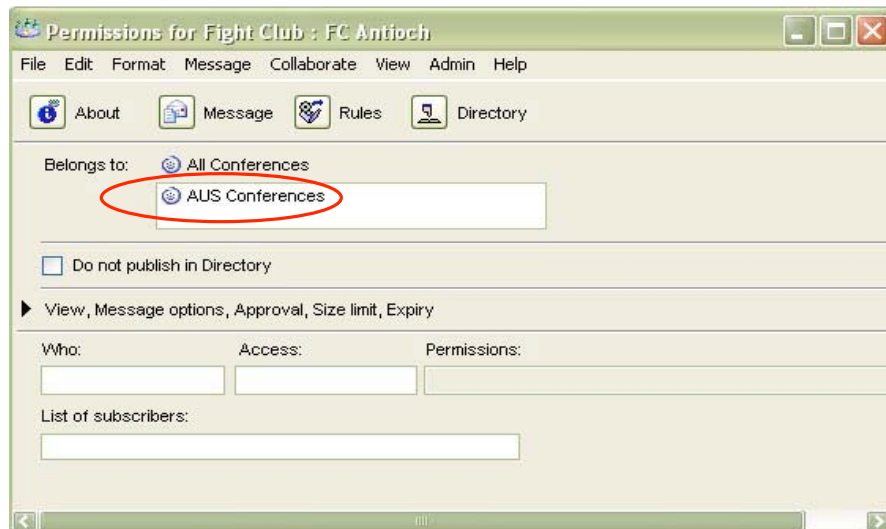 Permissions for Fight Club : FC Antioch
File Edit Format Message Collaborate View Admin Help
About Message Rules Directory
Belongs to: All Conferences
AUS Conferences
Do not publish in Directory
View, Message options, Approval, Size limit, Expiry
Who: Access: Permissions:
List of subscribers: